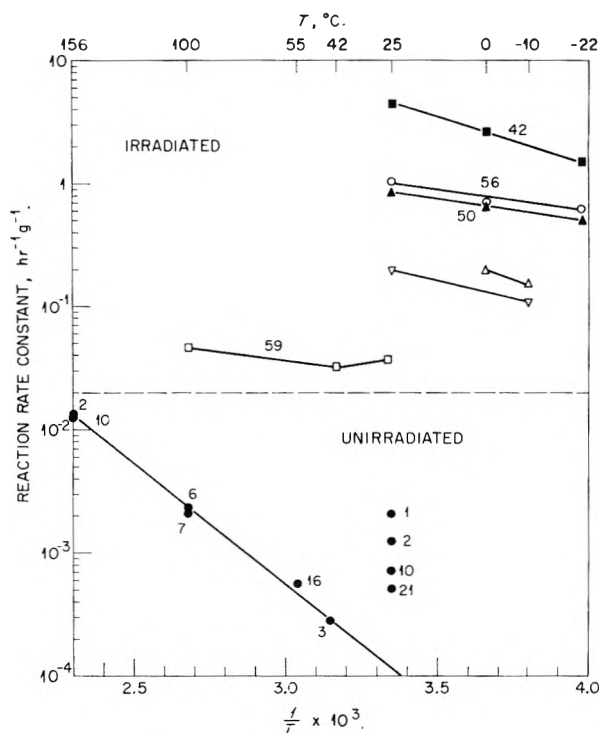 T, °C.
156 100 55 42 25 0 -10 -22
10
IRRADIATED
42
1
56
50
10⁻¹
59
REACTION RATE CONSTANT, hr⁻¹g⁻¹.
2
10⁻²
10
UNIRRADIATED
6
7
1
2
10⁻³
16
10
21
3
10⁻⁴
2.5 3.0 3.5 4.0
1/T x 10³.